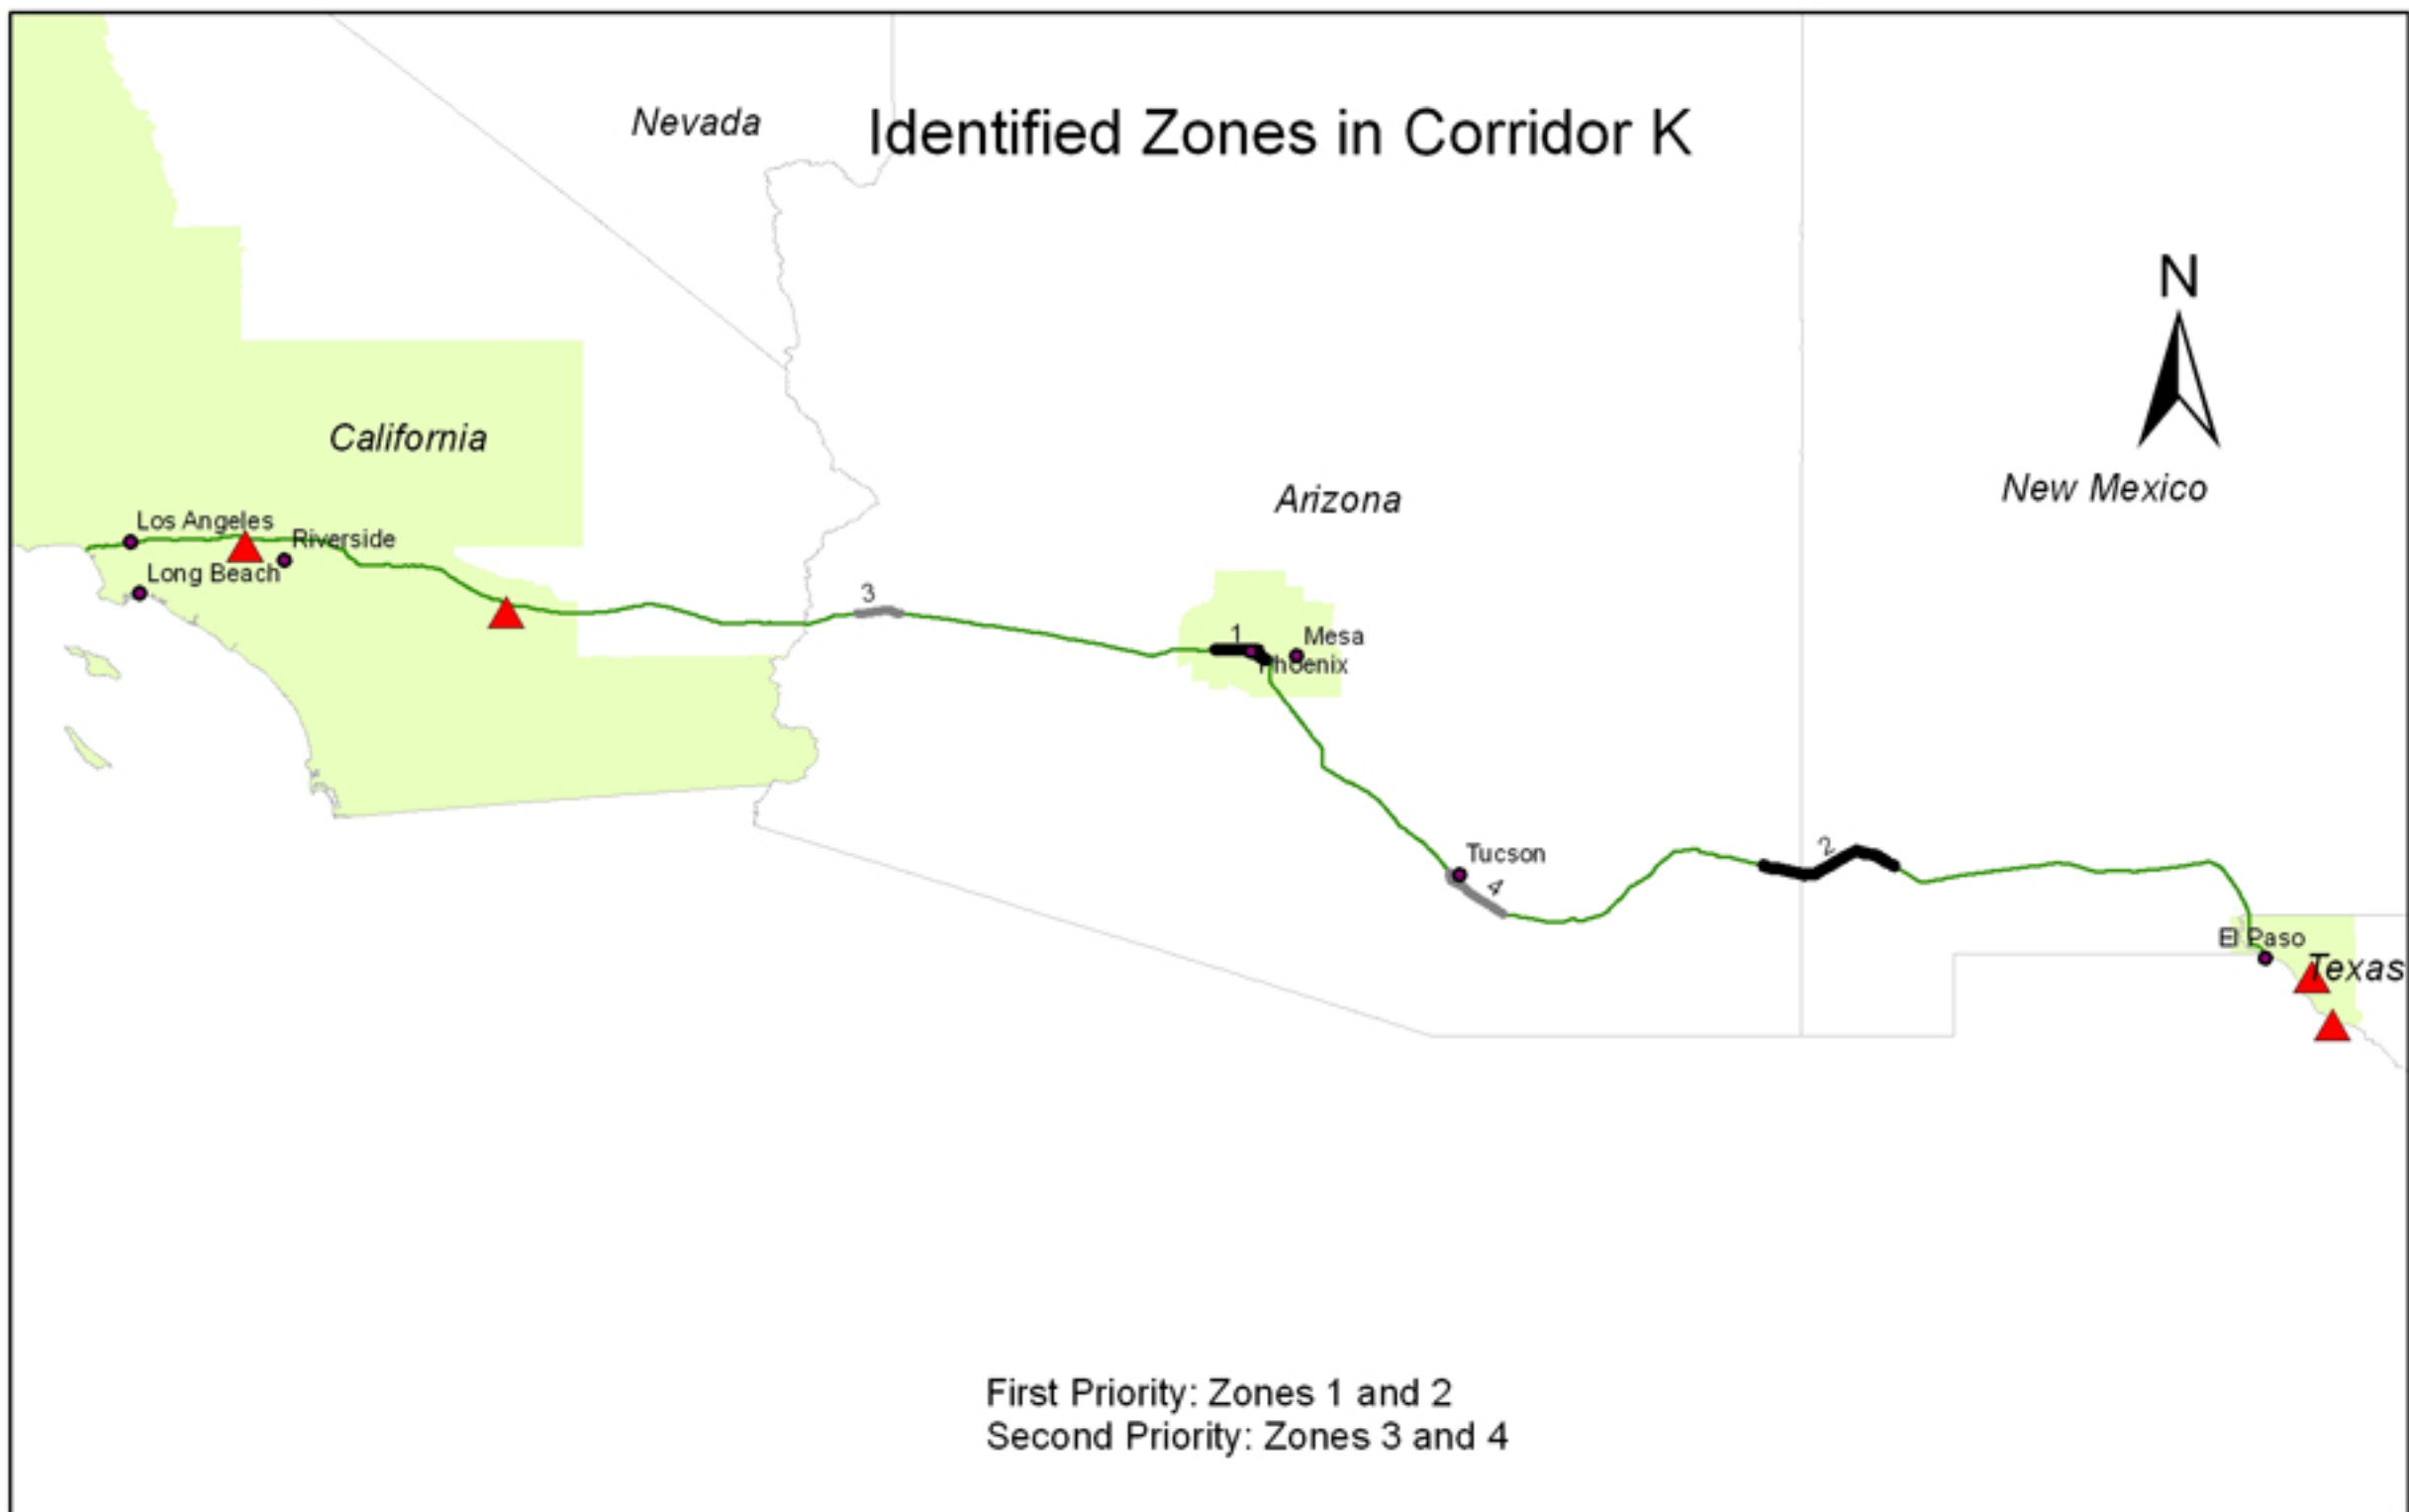 Nevada
Identified Zones in Corridor K
N
California
Arizona
New Mexico
Los Angeles
Riverside
Long Beach
3
1
Mesa
Phoenix
Tucson
4
2
El Paso
Texas
First Priority: Zones 1 and 2
Second Priority: Zones 3 and 4